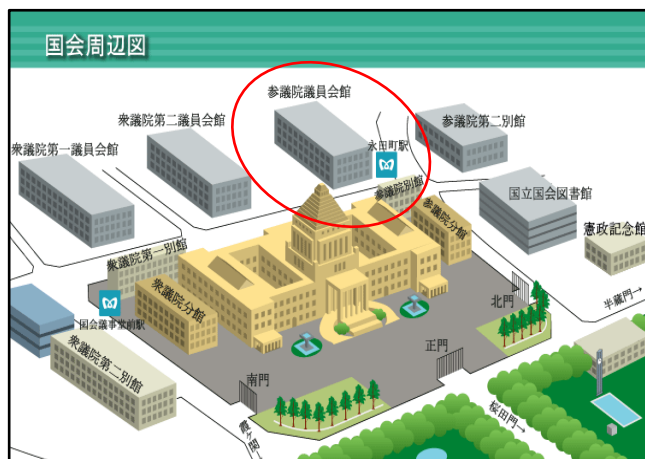 国会周辺図
参議院議員会館
衆議院第二議員会館
永田町駅
参議院第二別館
衆議院第一議員会館
参議院別館
国立国会図書館
参議院分館
憲政記念館
衆議院第一別館
衆議院分館
国会議事堂前駅
北門
半蔵門→
衆議院第二別館
正門
南門
桜田門→
霞ヶ関→